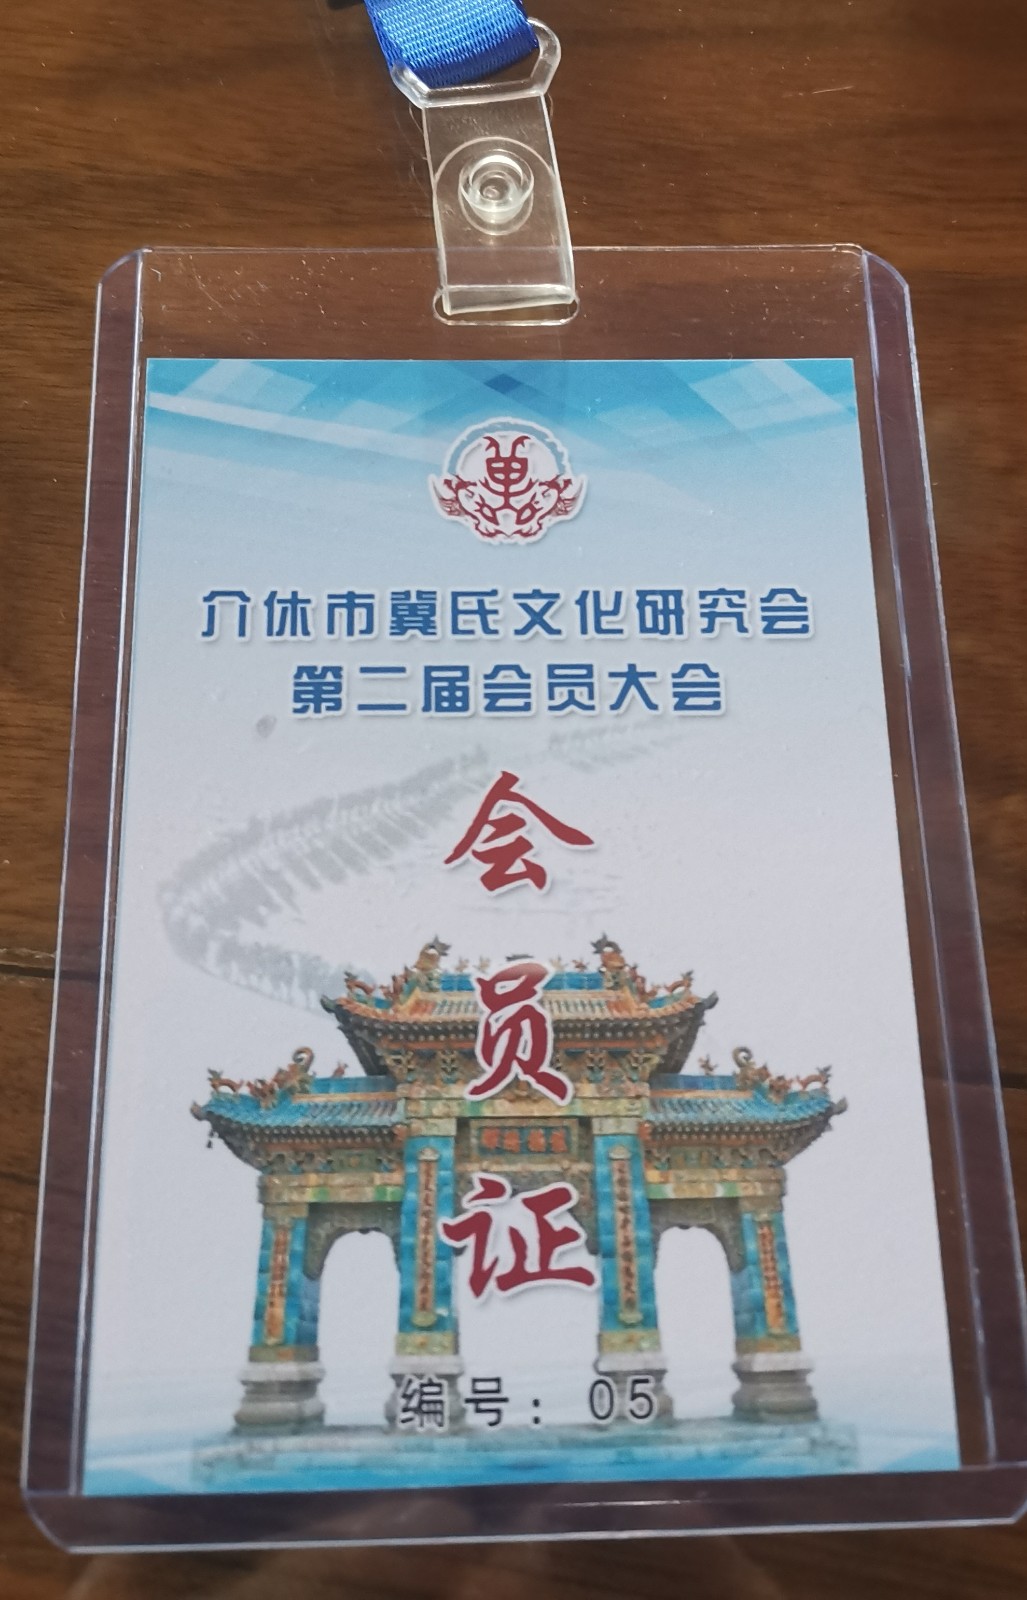 介休市冀氏文化研究会
第二届会员大会
会
员
证
编号：05